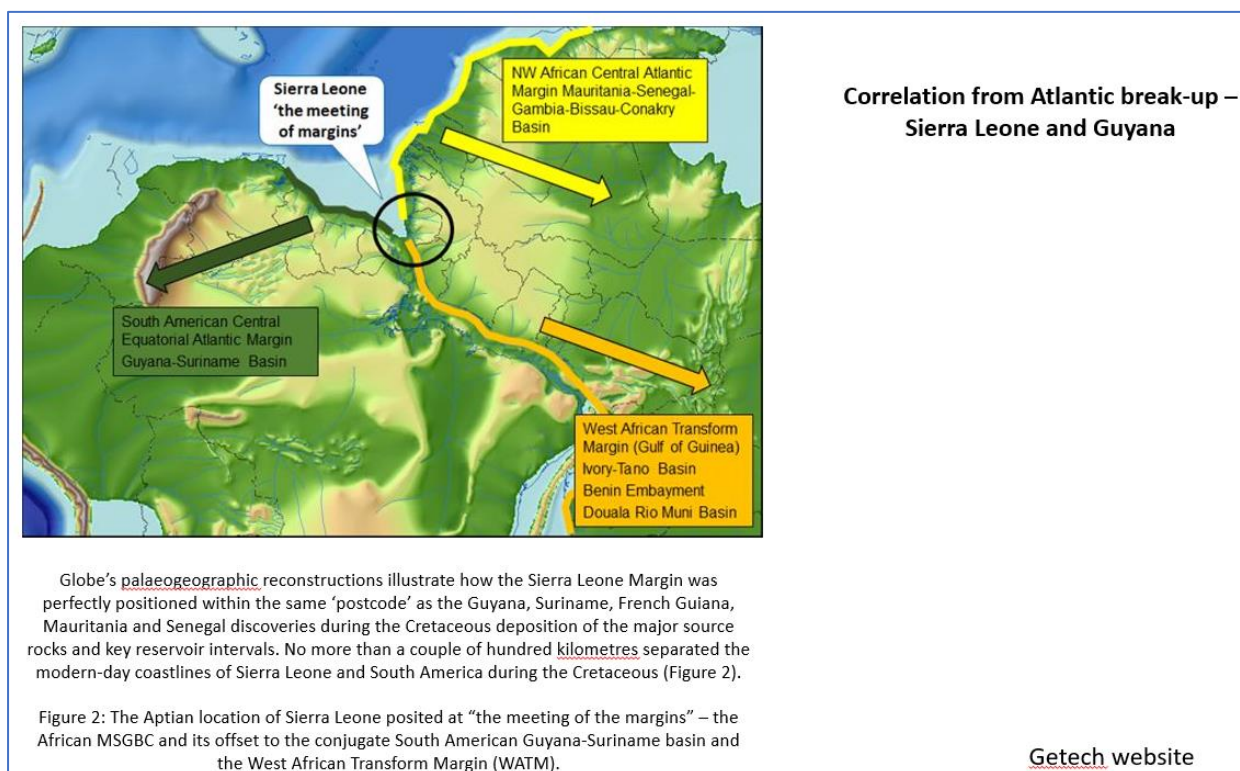 Sierra Leone
'the meeting
of margins'
NW African Central Atlantic
Margin Mauritania-Senegal-
Gambia-Bissau-Conakry
Basin
Correlation from Atlantic break-up –
Sierra Leone and Guyana
South American Central
Equatorial Atlantic Margin
Guyana-Suriname Basin
West African Transform
Margin (Gulf of Guinea)
Ivory-Tano Basin
Benin Embayment
Douala Rio Muni Basin
Globe's palaeogeographic reconstructions illustrate how the Sierra Leone Margin was
perfectly positioned within the same 'postcode' as the Guyana, Suriname, French Guiana,
Mauritania and Senegal discoveries during the Cretaceous deposition of the major source
rocks and key reservoir intervals. No more than a couple of hundred kilometres separated the
modern-day coastlines of Sierra Leone and South America during the Cretaceous (Figure 2).
Figure 2: The Aptian location of Sierra Leone posited at "the meeting of the margins" – the
African MSGBC and its offset to the conjugate South American Guyana-Suriname basin and
the West African Transform Margin (WATM).
Getech website